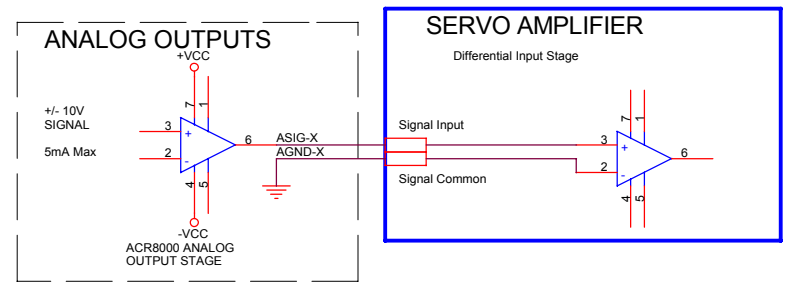 ANALOG OUTPUTS
+VCC
+/- 10V
SIGNAL
5mA Max
3
2
7
1
+
-
6
4
5
-VCC
ACR8000 ANALOG
OUTPUT STAGE
ASIG-X
AGND-X
SERVO AMPLIFIER
Differential Input Stage
Signal Input
Signal Common
3
2
7
1
+
-
6
4
5